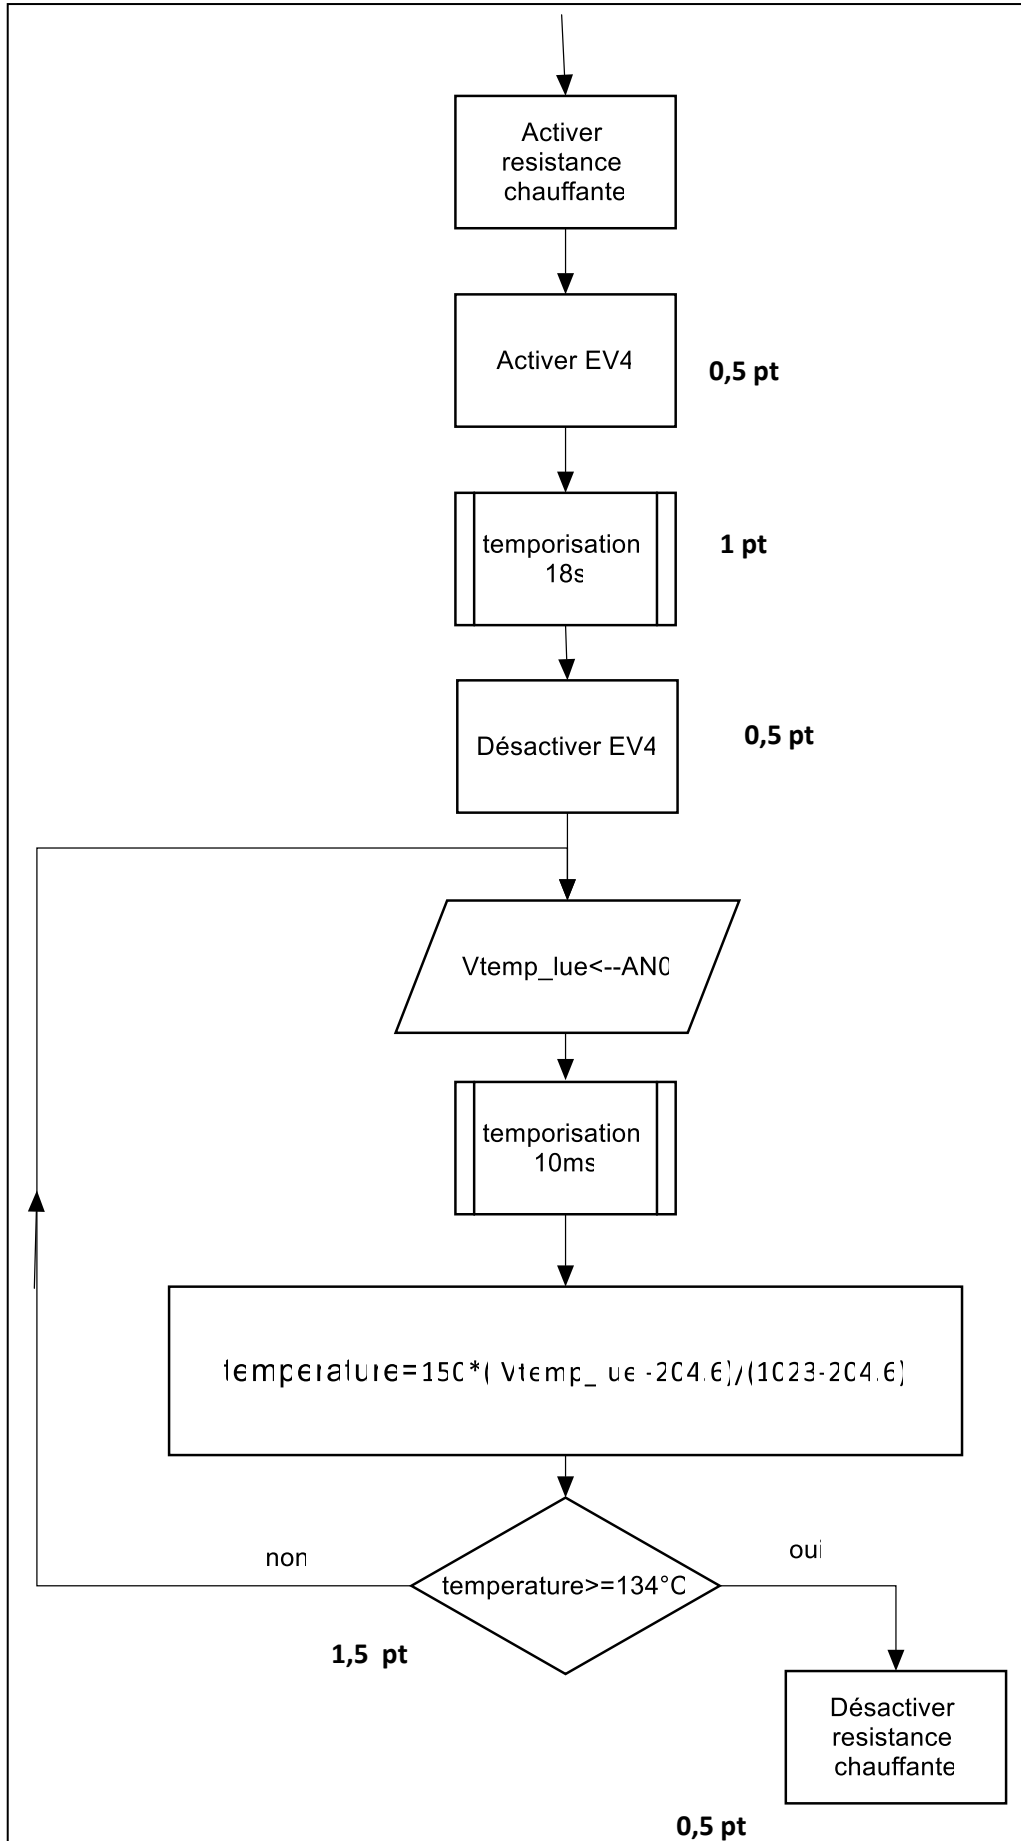 Activer
resistance
chauffante
Activer EV4
0,5 pt
temporisation
18s
1 pt
Désactiver EV4
0,5 pt
Vtemp_lue<--AN0
temporisation
10ms
temperature=150*( Vtemp_lue -204.6)/(1023-204.6)
non
oui
temperature>=134°C
1,5 pt
Désactiver
resistance
chauffante
0,5 pt